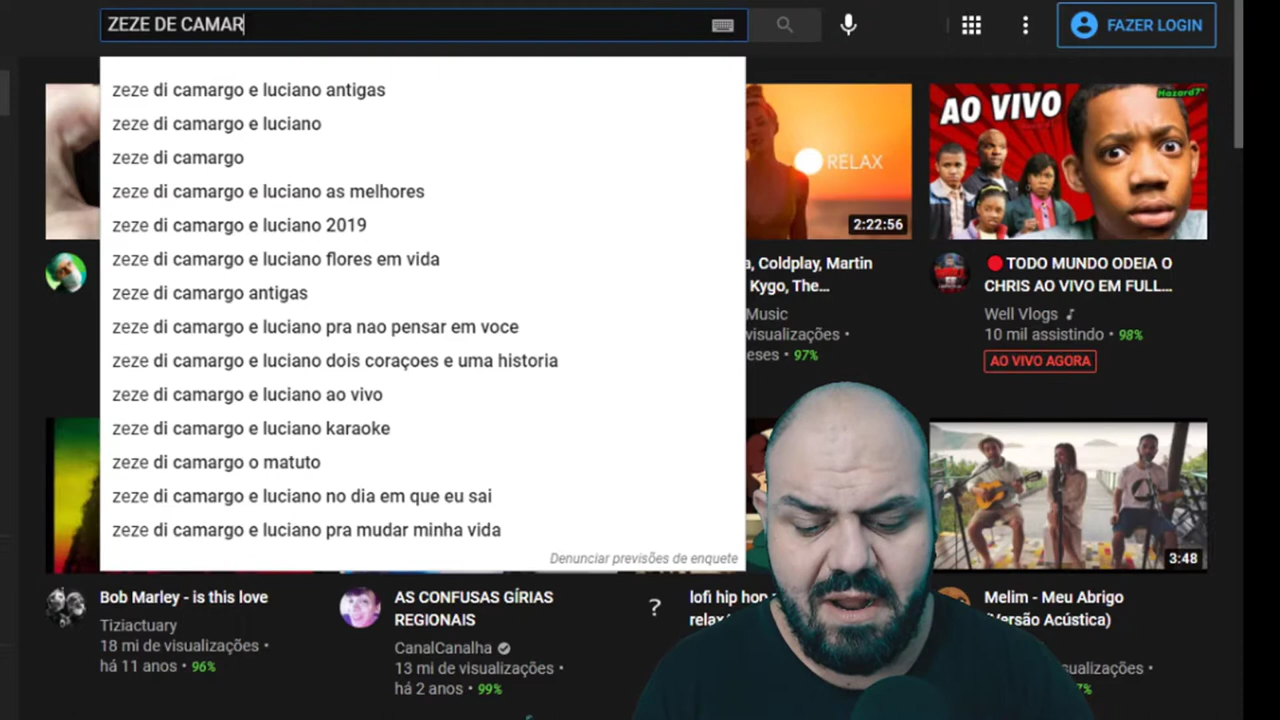 ZEZE DE CAMAR
FAZER LOGIN
zeze di camargo e luciano antigas
zeze di camargo e luciano
zeze di camargo
zeze di camargo e luciano as melhores
zeze di camargo e luciano 2019
zeze di camargo e luciano flores em vida
zeze di camargo antigas
zeze di camargo e luciano pra nao pensar em voce
zeze di camargo e luciano dois coraçoes e uma historia
zeze di camargo e luciano ao vivo
zeze di camargo e luciano karaoke
zeze di camargo o matuto
zeze di camargo e luciano no dia em que eu sai
zeze di camargo e luciano pra mudar minha vida
Denunciar previsões de enquete
RELAX
2:22:56
a, Coldplay, Martin
Kygo, The...
Music
visualizações •
eses • 97%
AO VIVO
Hazard7*
TODO MUNDO ODEIA O
CHRIS AO VIVO EM FULL...
Well Vlogs
10 mil assistindo • 98%
AO VIVO AGORA
Bob Marley - is this love
Tiziactuary
18 mi de visualizações •
há 11 anos • 96%
AS CONFUSAS GÍRIAS
REGIONAIS
CanalCanalha
13 mi de visualizações •
há 2 anos • 99%
?
lofi hip hop
relax
3:48
Melim - Meu Abrigo
(Versão Acústica)
ualizações •
7%